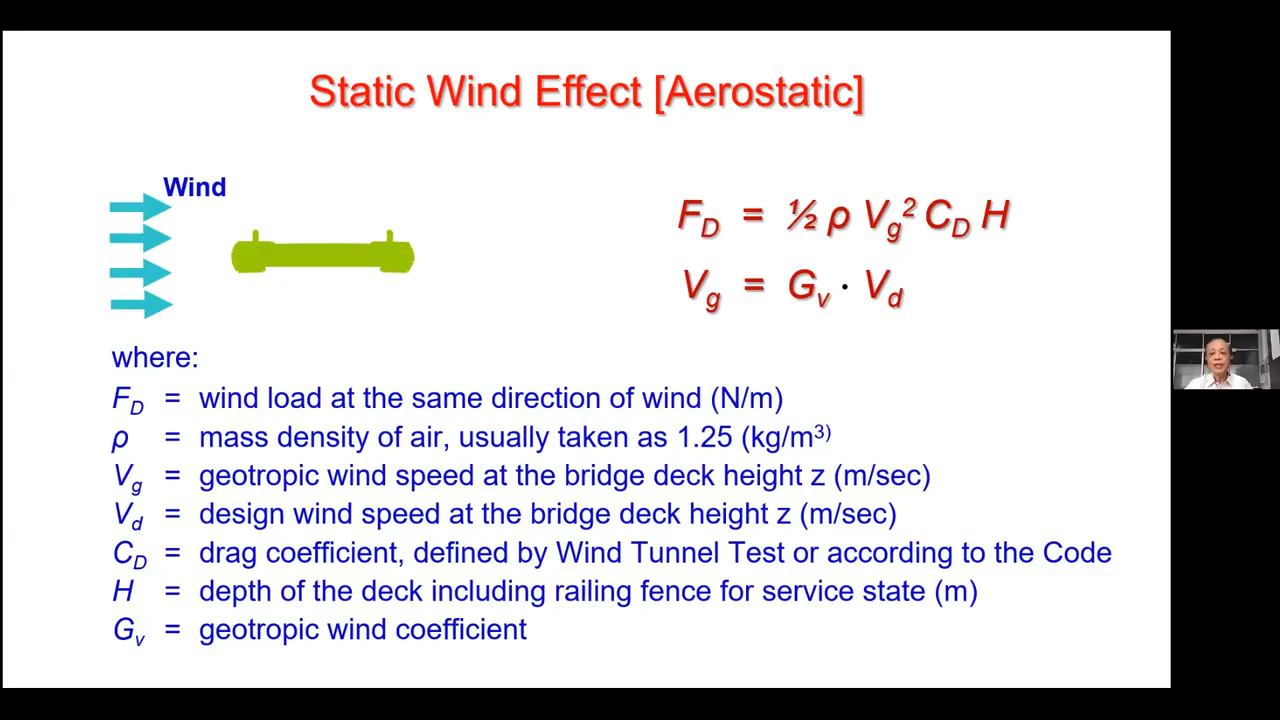 Static Wind Effect [Aerostatic]
Wind
F_D = ½ ρ V_g² C_D H
V_g = G_v · V_d
where:
F_D = wind load at the same direction of wind (N/m)
ρ = mass density of air, usually taken as 1.25 (kg/m³⁾
V_g = geotropic wind speed at the bridge deck height z (m/sec)
V_d = design wind speed at the bridge deck height z (m/sec)
C_D = drag coefficient, defined by Wind Tunnel Test or according to the Code
H = depth of the deck including railing fence for service state (m)
G_v = geotropic wind coefficient